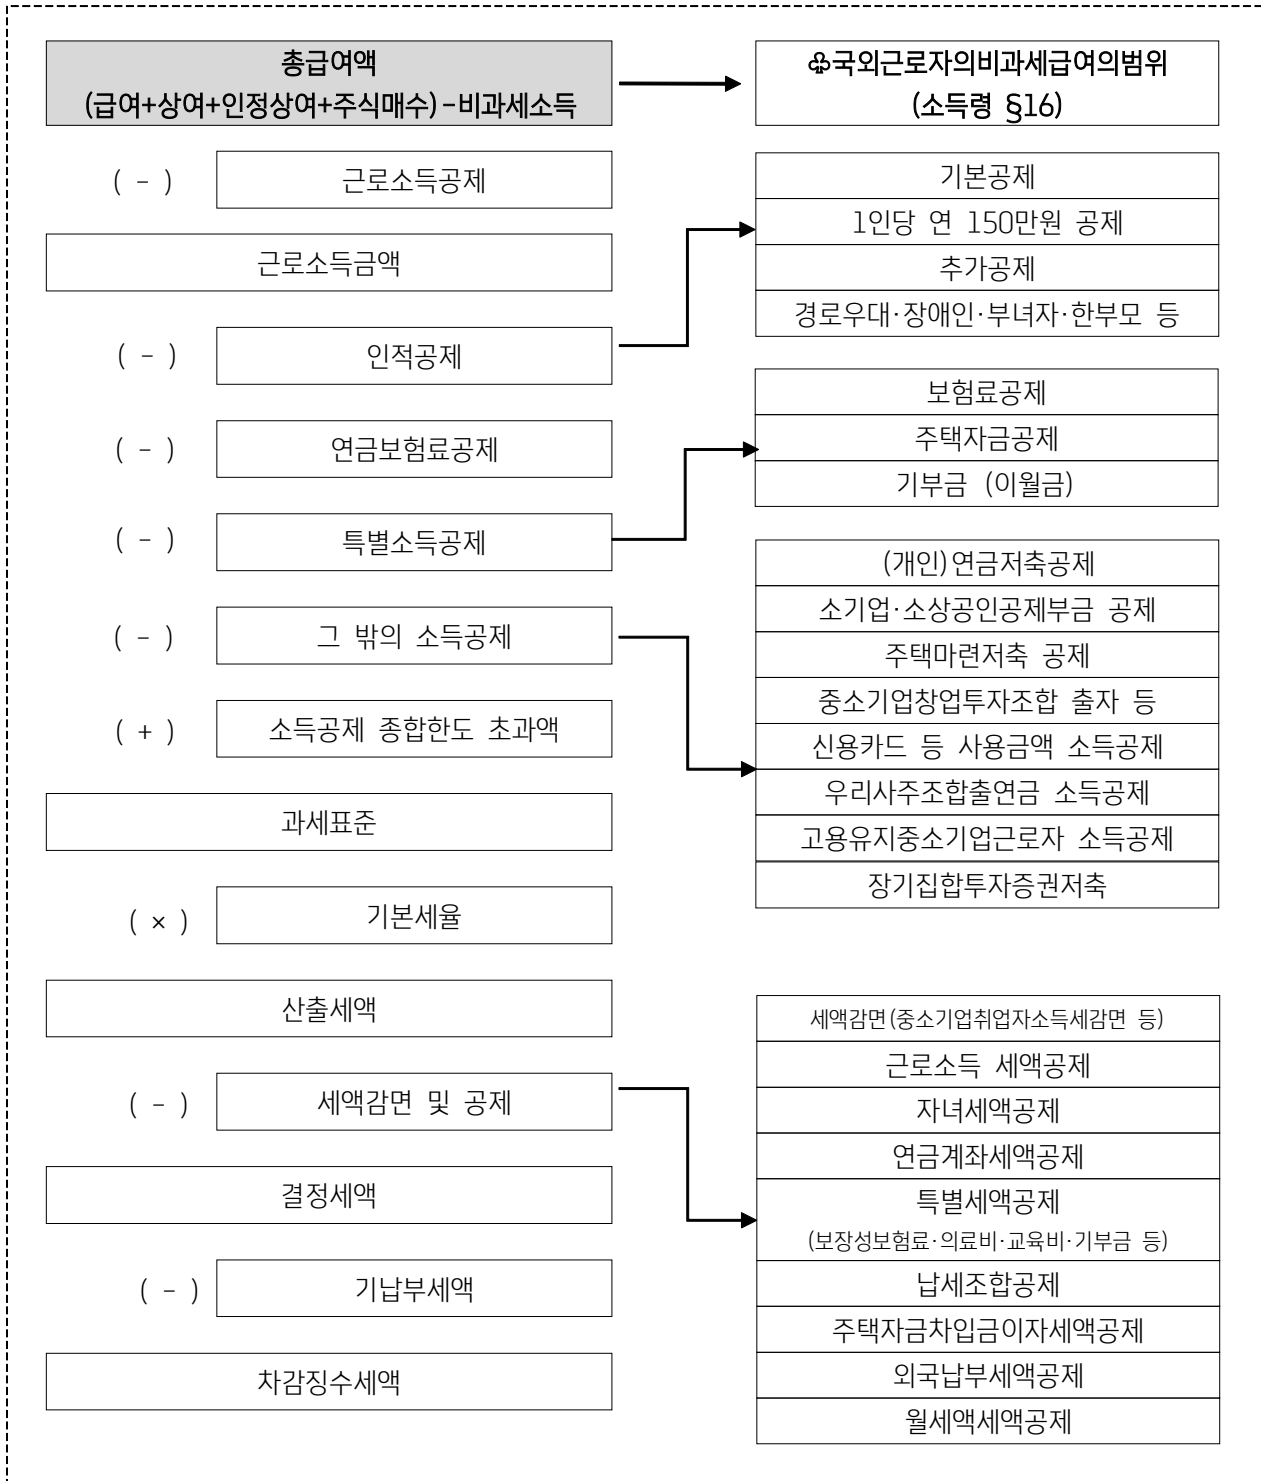 총급여액
(급여+상여+인정상여+주식매수)-비과세소득
♧국외근로자의비과세급여의범위
(소득령 §16)
( - ) 근로소득공제
근로소득금액
( - ) 인적공제
( - ) 연금보험료공제
( - ) 특별소득공제
( - ) 그 밖의 소득공제
( + ) 소득공제 종합한도 초과액
과세표준
( × ) 기본세율
산출세액
( - ) 세액감면 및 공제
결정세액
( - ) 기납부세액
차감징수세액
기본공제
1인당 연 150만원 공제
추가공제
경로우대·장애인·부녀자·한부모 등
보험료공제
주택자금공제
기부금 (이월금)
(개인)연금저축공제
소기업·소상공인공제부금 공제
주택마련저축 공제
중소기업창업투자조합 출자 등
신용카드 등 사용금액 소득공제
우리사주조합출연금 소득공제
고용유지중소기업근로자 소득공제
장기집합투자증권저축
세액감면(중소기업취업자소득세감면 등)
근로소득 세액공제
자녀세액공제
연금계좌세액공제
특별세액공제
(보장성보험료·의료비·교육비·기부금 등)
납세조합공제
주택자금차입금이자세액공제
외국납부세액공제
월세액세액공제